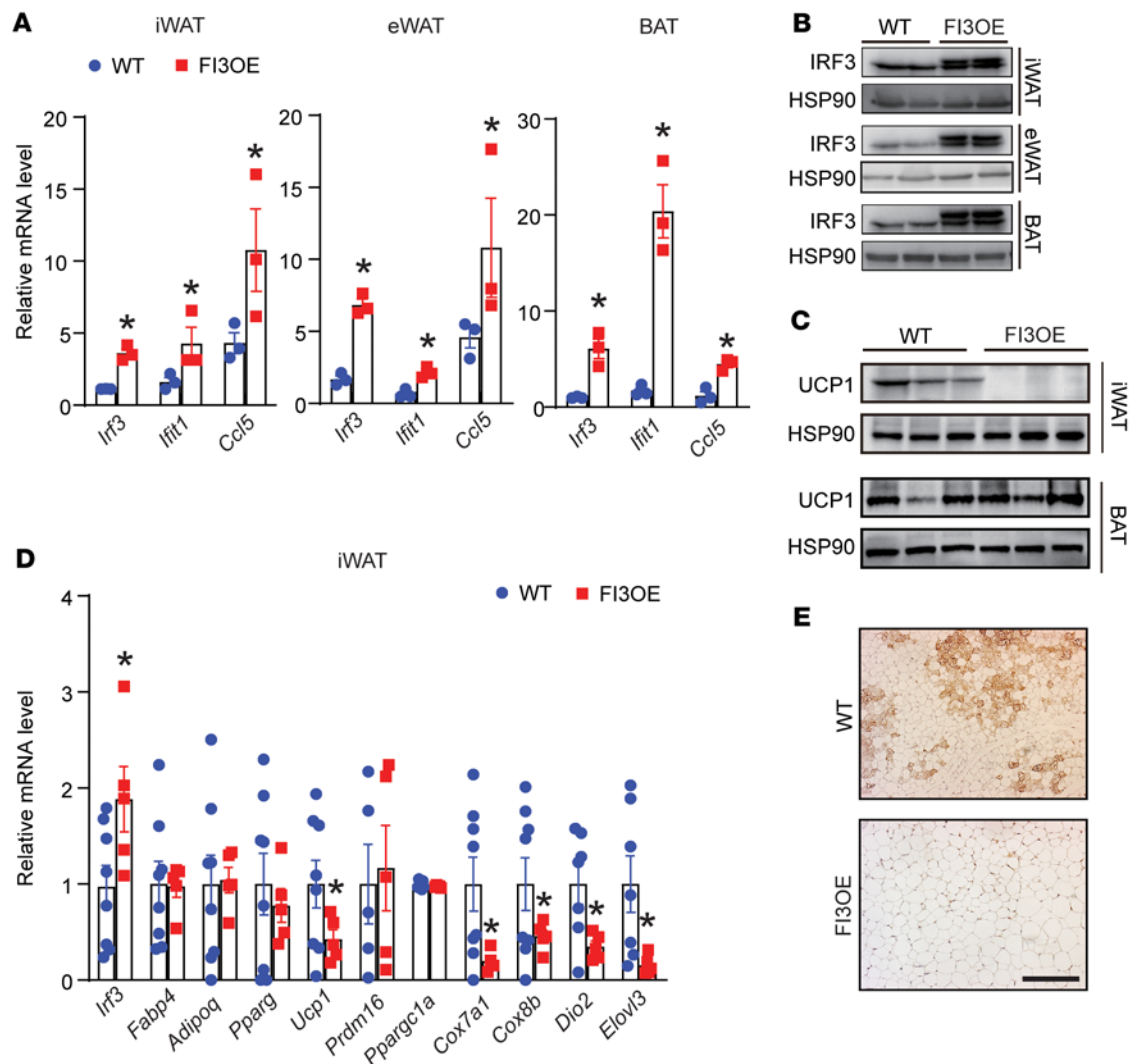 A
iWAT
eWAT
BAT
WT
FI3OE
Relative mRNA level
20
15
10
5
0
Irf3
Ifit1
Ccl5
*
*
*
20
15
10
5
0
Irf3
Ifit1
Ccl5
*
*
*
30
20
10
0
Irf3
Ifit1
Ccl5
*
*
*
B
WT
FI3OE
IRF3
HSP90
iWAT
IRF3
HSP90
eWAT
IRF3
HSP90
BAT
C
WT
FI3OE
UCP1
HSP90
iWAT
UCP1
HSP90
BAT
D
iWAT
WT
FI3OE
Relative mRNA level
4
3
2
1
0
*
*
*
*
*
*
Irf3
Fabp4
Adipoq
Pparg
Ucp1
Prdm16
Ppargc1a
Cox7a1
Cox8b
Dio2
Elovl3
E
WT
FI3OE